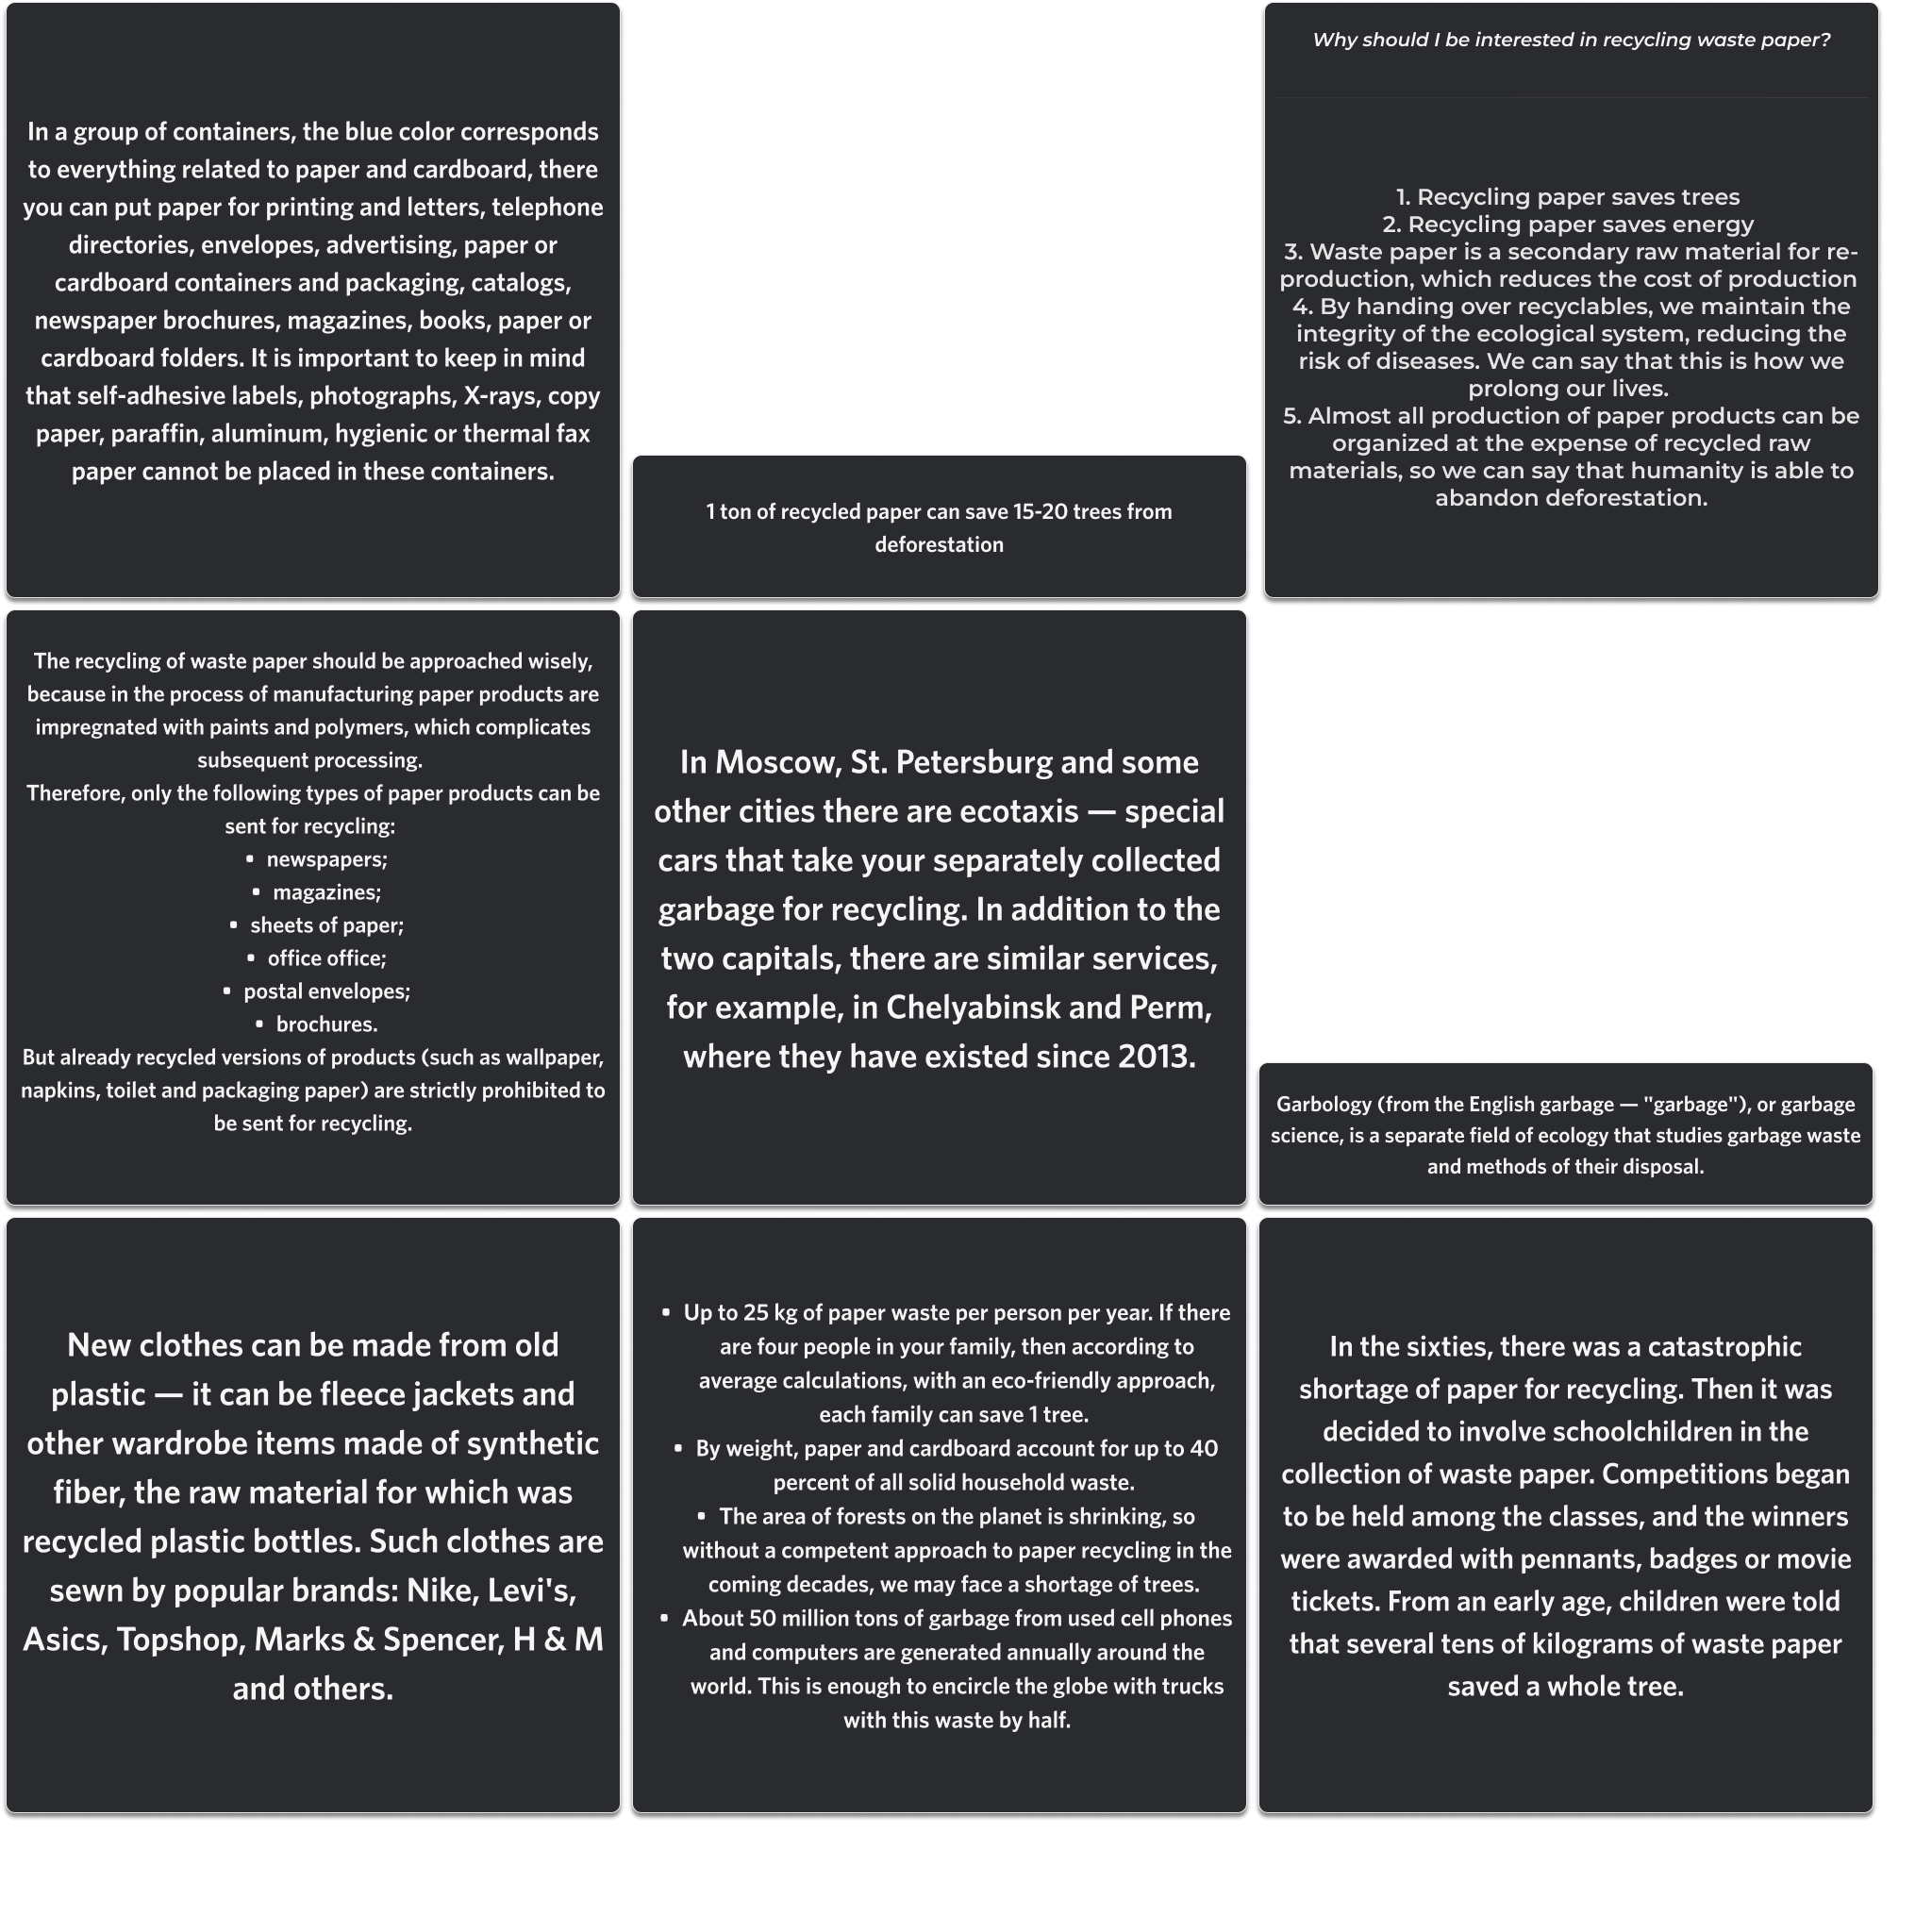 In a group of containers, the blue color corresponds
to everything related to paper and cardboard, there
you can put paper for printing and letters, telephone
directories, envelopes, advertising, paper or
cardboard containers and packaging, catalogs,
newspaper brochures, magazines, books, paper or
cardboard folders. It is important to keep in mind
that self-adhesive labels, photographs, X-rays, copy
paper, paraffin, aluminum, hygienic or thermal fax
paper cannot be placed in these containers.
1 ton of recycled paper can save 15-20 trees from
deforestation
Why should I be interested in recycling waste paper?
1. Recycling paper saves trees
2. Recycling paper saves energy
3. Waste paper is a secondary raw material for re-
production, which reduces the cost of production
4. By handing over recyclables, we maintain the
integrity of the ecological system, reducing the
risk of diseases. We can say that this is how we
prolong our lives.
5. Almost all production of paper products can be
organized at the expense of recycled raw
materials, so we can say that humanity is able to
abandon deforestation.
The recycling of waste paper should be approached wisely,
because in the process of manufacturing paper products are
impregnated with paints and polymers, which complicates
subsequent processing.
Therefore, only the following types of paper products can be
sent for recycling:
▪ newspapers;
▪ magazines;
▪ sheets of paper;
▪ office office;
▪ postal envelopes;
▪ brochures.
But already recycled versions of products (such as wallpaper,
napkins, toilet and packaging paper) are strictly prohibited to
be sent for recycling.
In Moscow, St. Petersburg and some
other cities there are ecotaxis — special
cars that take your separately collected
garbage for recycling. In addition to the
two capitals, there are similar services,
for example, in Chelyabinsk and Perm,
where they have existed since 2013.
Garbology (from the English garbage — "garbage"), or garbage
science, is a separate field of ecology that studies garbage waste
and methods of their disposal.
New clothes can be made from old
plastic — it can be fleece jackets and
other wardrobe items made of synthetic
fiber, the raw material for which was
recycled plastic bottles. Such clothes are
sewn by popular brands: Nike, Levi's,
Asics, Topshop, Marks & Spencer, H & M
and others.
▪ Up to 25 kg of paper waste per person per year. If there
are four people in your family, then according to
average calculations, with an eco-friendly approach,
each family can save 1 tree.
▪ By weight, paper and cardboard account for up to 40
percent of all solid household waste.
▪ The area of forests on the planet is shrinking, so
without a competent approach to paper recycling in the
coming decades, we may face a shortage of trees.
▪ About 50 million tons of garbage from used cell phones
and computers are generated annually around the
world. This is enough to encircle the globe with trucks
with this waste by half.
In the sixties, there was a catastrophic
shortage of paper for recycling. Then it was
decided to involve schoolchildren in the
collection of waste paper. Competitions began
to be held among the classes, and the winners
were awarded with pennants, badges or movie
tickets. From an early age, children were told
that several tens of kilograms of waste paper
saved a whole tree.